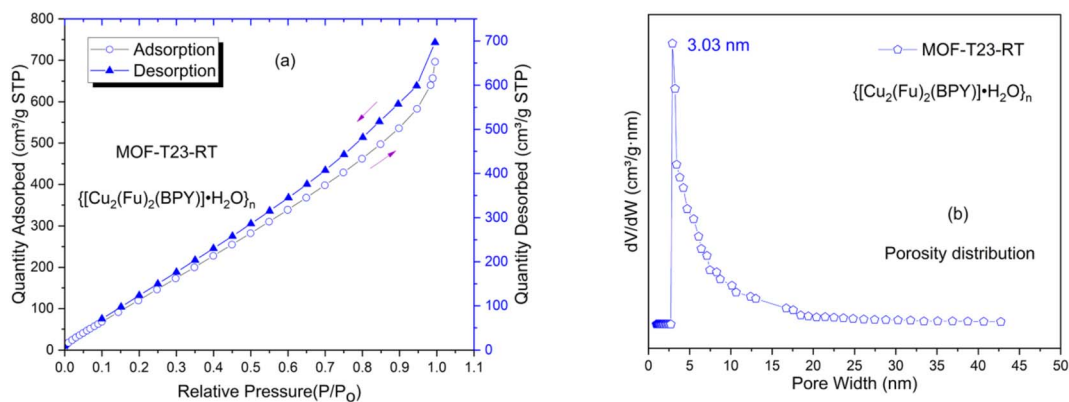 800
700
600
500
400
300
200
100
0
Quantity Adsorbed (cm³/g STP)
Adsorption
Desorption
(a)
MOF-T23-RT
{[Cu₂(Fu)₂(BPY)]•H₂O}ₙ
700
600
500
400
300
200
100
0
Quantity Desorbed (cm³/g STP)
0.0 0.1 0.2 0.3 0.4 0.5 0.6 0.7 0.8 0.9 1.0 1.1
Relative Pressure(P/Pₒ)
dV/dW (cm³/g·nm)
3.03 nm
MOF-T23-RT
{[Cu₂(Fu)₂(BPY)]•H₂O}ₙ
(b)
Porosity distribution
0 5 10 15 20 25 30 35 40 45 50
Pore Width (nm)